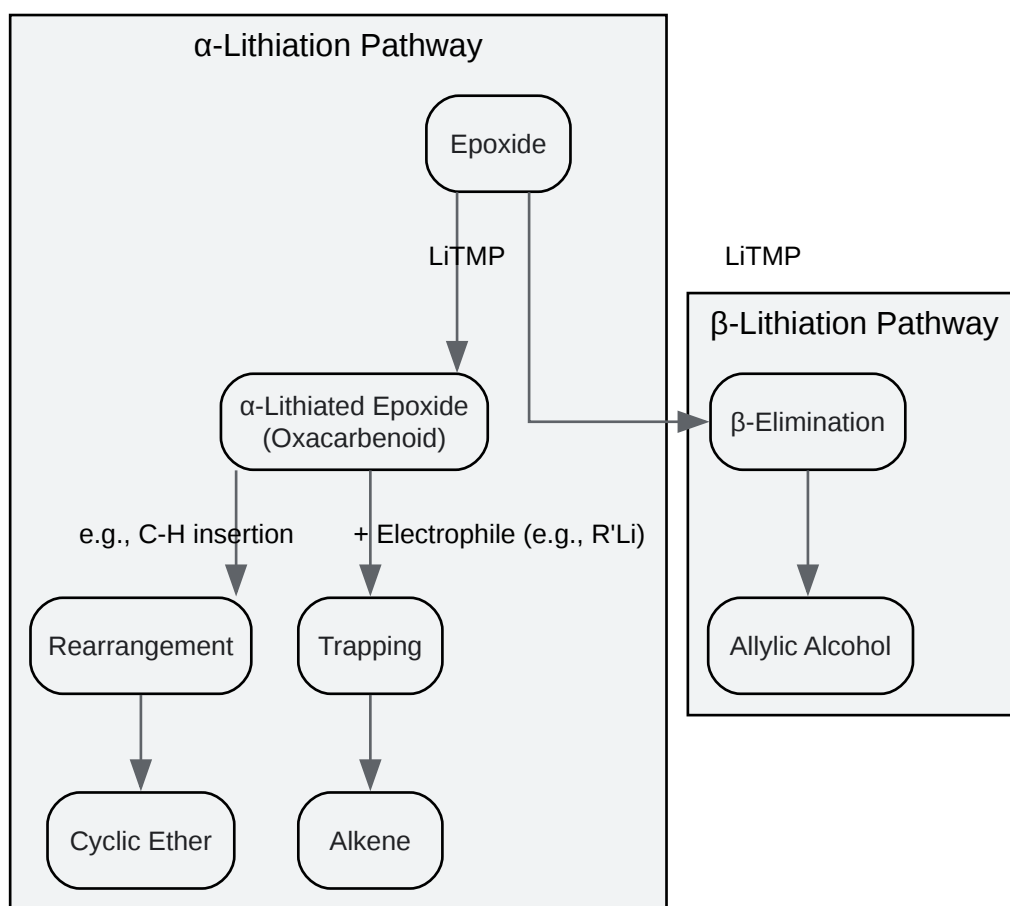 α-Lithiation Pathway
Epoxide
LiTMP
LiTMP
β-Lithiation Pathway
α-Lithiated Epoxide
(Oxacarbenoid)
β-Elimination
e.g., C-H insertion
+ Electrophile (e.g., R'Li)
Rearrangement
Trapping
Allylic Alcohol
Cyclic Ether
Alkene